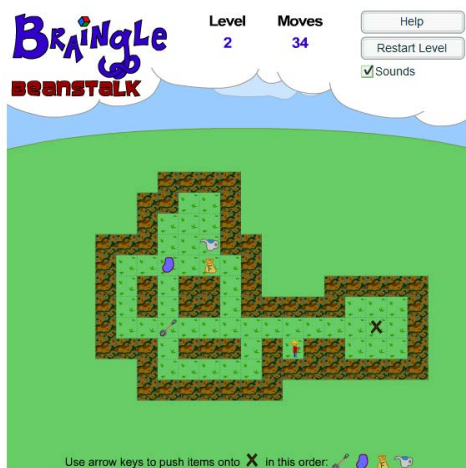 BRAINGLE
BEANSTALK
Level
2
Moves
34
Help
Restart Level
Sounds
Use arrow keys to push items onto X in this order: